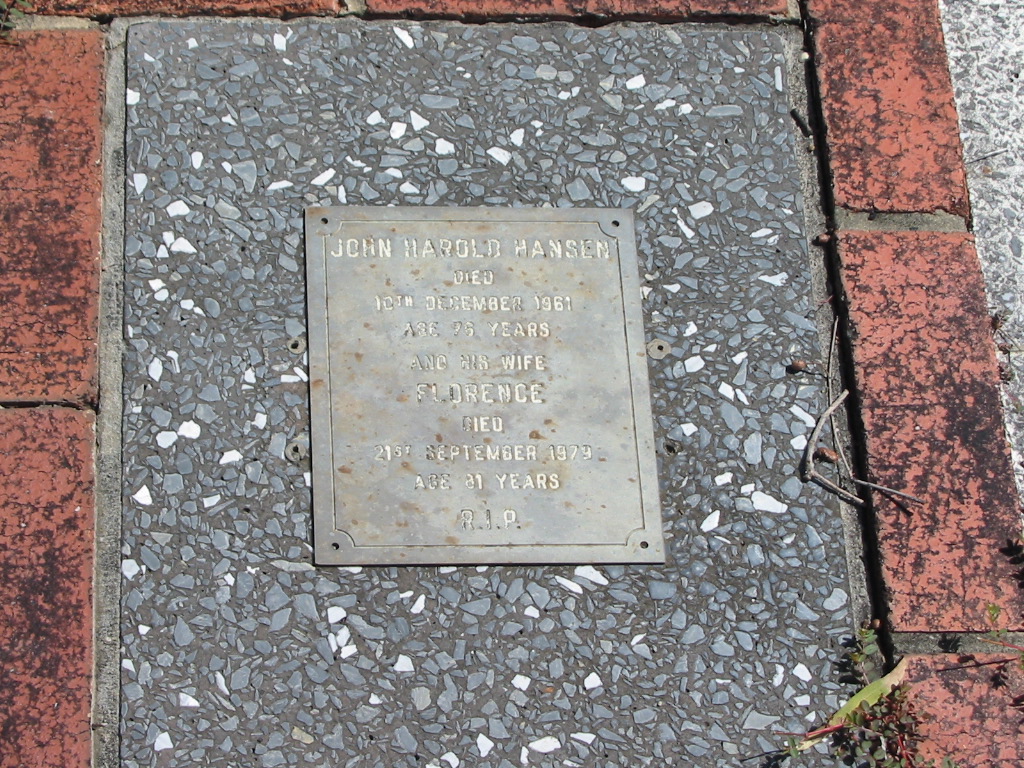 JOHN HAROLD HANSEN
DIED
10TH DECEMBER 1961
AGE 76 YEARS
AND HIS WIFE
FLORENCE
DIED
21ST SEPTEMBER 1979
AGE 81 YEARS
R.I.P.